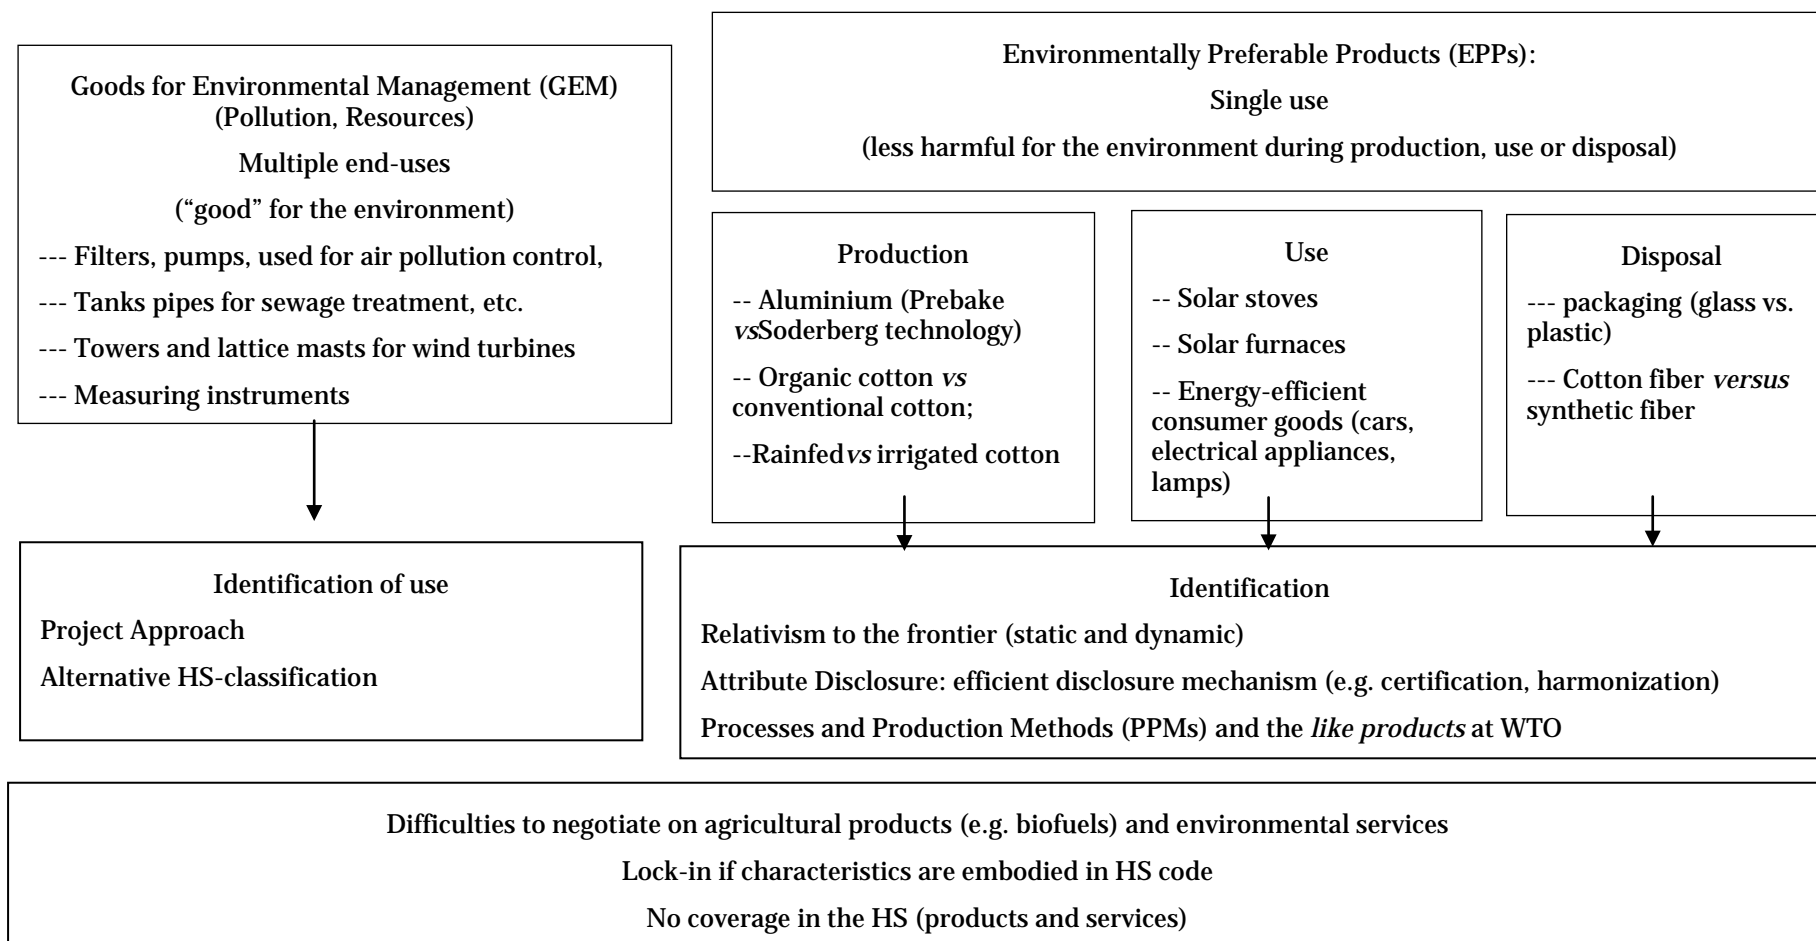 Goods for Environmental Management (GEM)
(Pollution, Resources)
Multiple end-uses
(“good” for the environment)
--- Filters, pumps, used for air pollution control,
--- Tanks pipes for sewage treatment, etc.
--- Towers and lattice masts for wind turbines
--- Measuring instruments
Environmentally Preferable Products (EPPs):
Single use
(less harmful for the environment during production, use or disposal)
Production
-- Aluminium (Prebake
vsSoderberg technology)
-- Organic cotton vs
conventional cotton;
--Rainfedvs irrigated cotton
Use
-- Solar stoves
-- Solar furnaces
-- Energy-efficient
consumer goods (cars,
electrical appliances,
lamps)
Disposal
--- packaging (glass vs.
plastic)
--- Cotton fiber versus
synthetic fiber
Identification of use
Project Approach
Alternative HS-classification
Identification
Relativism to the frontier (static and dynamic)
Attribute Disclosure: efficient disclosure mechanism (e.g. certification, harmonization)
Processes and Production Methods (PPMs) and the like products at WTO
Difficulties to negotiate on agricultural products (e.g. biofuels) and environmental services
Lock-in if characteristics are embodied in HS code
No coverage in the HS (products and services)